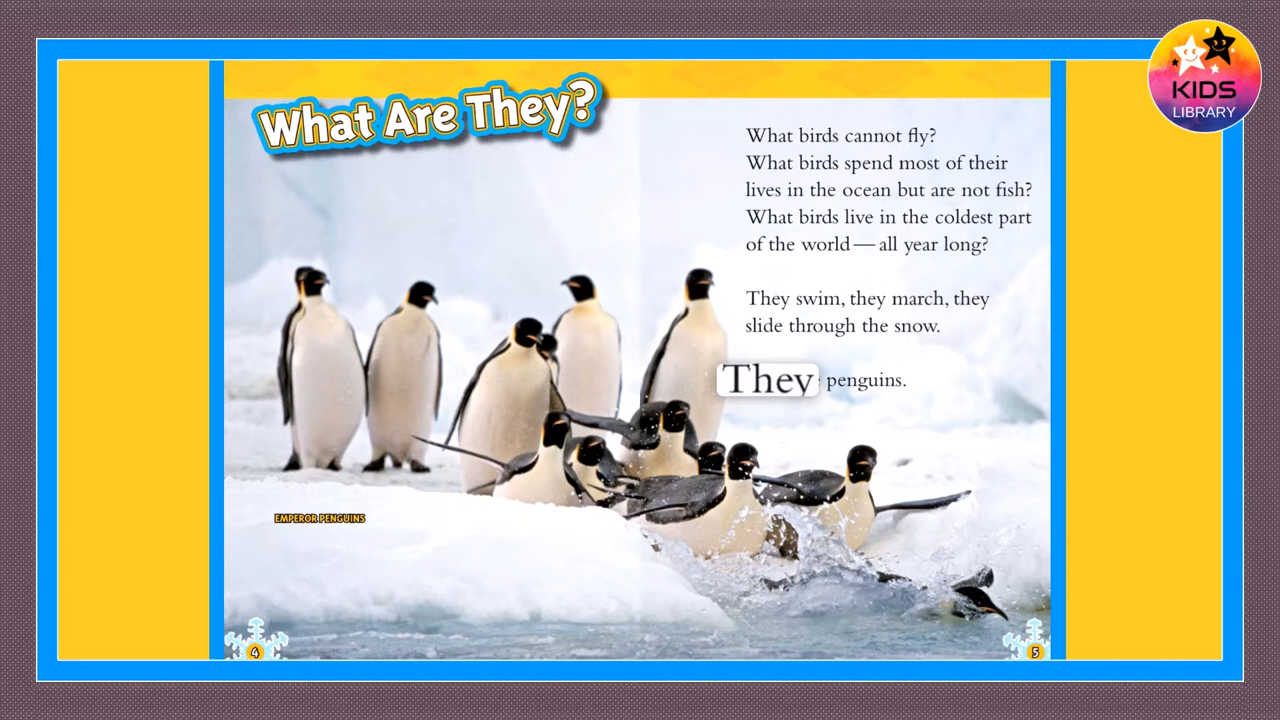 What Are They?
What birds cannot fly?
What birds spend most of their
lives in the ocean but are not fish?
What birds live in the coldest part
of the world — all year long?
They swim, they march, they
slide through the snow.
They penguins.
EMPEROR PENGUINS
4
5
KIDS
LIBRARY